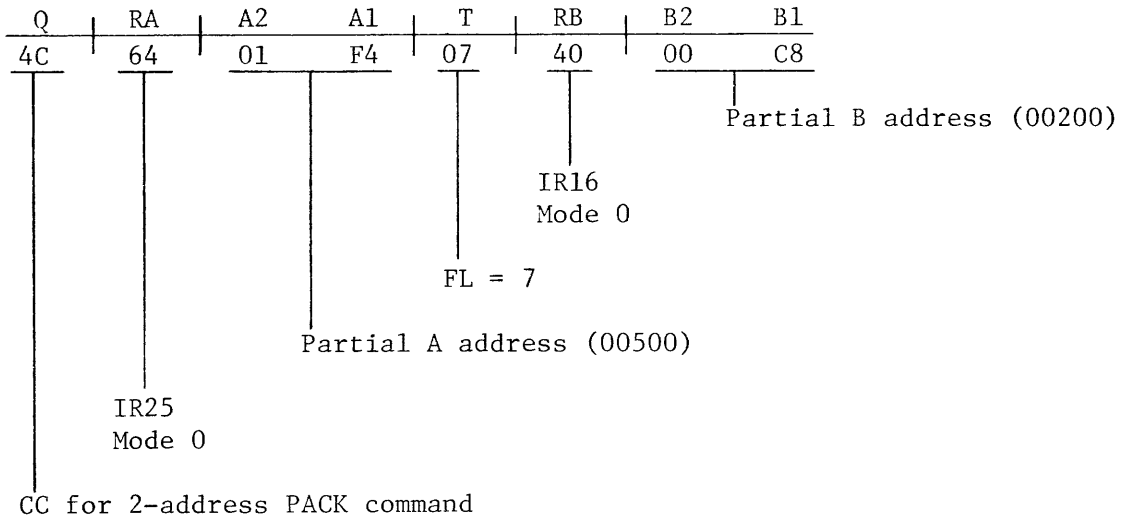 Q RA A2 A1 T RB B2 B1
4C 64 01 F4 07 40 00 C8
Partial B address (00200)
IR16
Mode 0
FL = 7
Partial A address (00500)
IR25
Mode 0
CC for 2-address PACK command